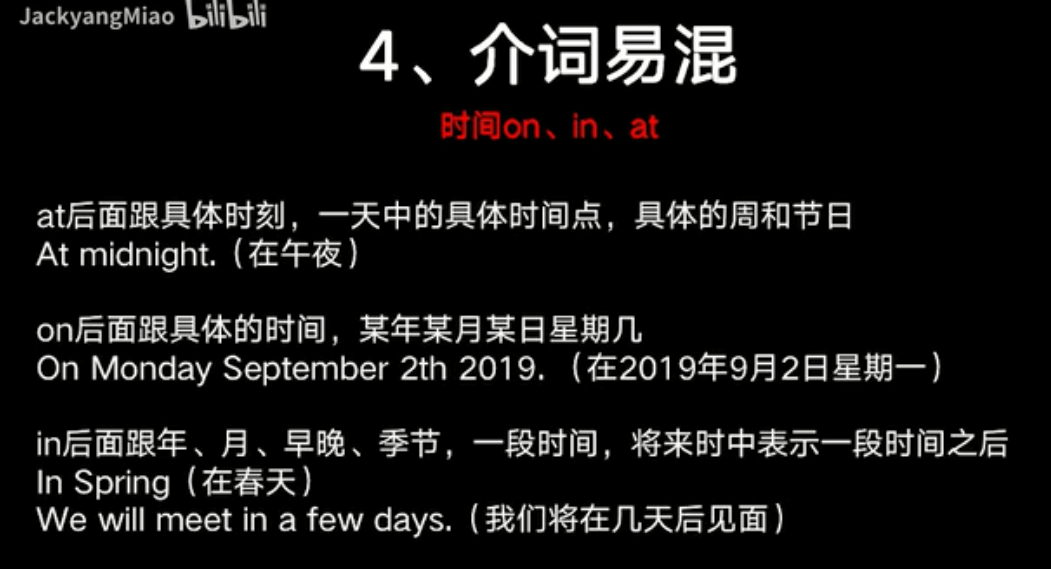 JackyangMiao bilibili
4、介词易混
时间on、in、at
at后面跟具体时刻，一天中的具体时间点，具体的周和节日
At midnight.（在午夜）
on后面跟具体的时间，某年某月某日星期几
On Monday September 2th 2019. （在2019年9月2日星期一）
in后面跟年、月、早晚、季节，一段时间，将来时中表示一段时间之后
In Spring（在春天）
We will meet in a few days.（我们将在几天后见面）